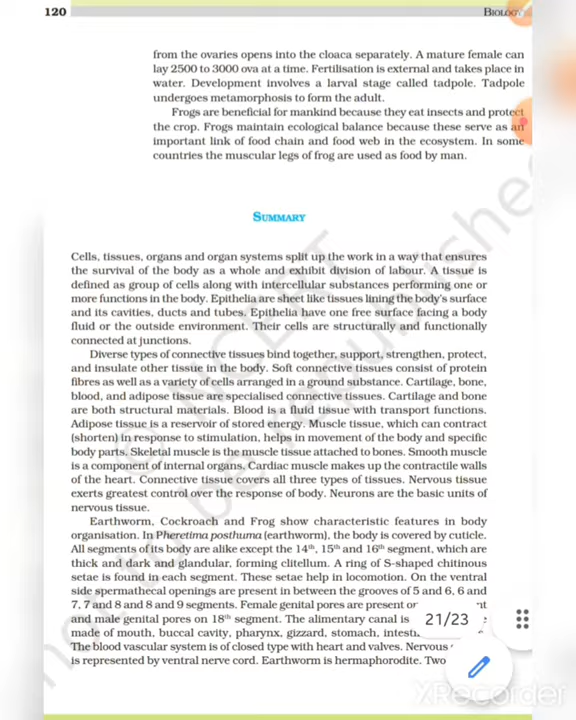 120
BIOLOGY
from the ovaries opens into the cloaca separately. A mature female can
lay 2500 to 3000 ova at a time. Fertilisation is external and takes place in
water. Development involves a larval stage called tadpole. Tadpole
undergoes metamorphosis to form the adult.
Frogs are beneficial for mankind because they eat insects and protect
the crop. Frogs maintain ecological balance because these serve as an
important link of food chain and food web in the ecosystem. In some
countries the muscular legs of frog are used as food by man.
SUMMARY
Cells, tissues, organs and organ systems split up the work in a way that ensures
the survival of the body as a whole and exhibit division of labour. A tissue is
defined as group of cells along with intercellular substances performing one or
more functions in the body. Epithelia are sheet like tissues lining the body's surface
and its cavities, ducts and tubes. Epithelia have one free surface facing a body
fluid or the outside environment. Their cells are structurally and functionally
connected at junctions.
Diverse types of connective tissues bind together, support, strengthen, protect,
and insulate other tissue in the body. Soft connective tissues consist of protein
fibres as well as a variety of cells arranged in a ground substance. Cartilage, bone,
blood, and adipose tissue are specialised connective tissues. Cartilage and bone
are both structural materials. Blood is a fluid tissue with transport functions.
Adipose tissue is a reservoir of stored energy. Muscle tissue, which can contract
(shorten) in response to stimulation, helps in movement of the body and specific
body parts. Skeletal muscle is the muscle tissue attached to bones. Smooth muscle
is a component of internal organs. Cardiac muscle makes up the contractile walls
of the heart. Connective tissue covers all three types of tissues. Nervous tissue
exerts greatest control over the response of body. Neurons are the basic units of
nervous tissue.
Earthworm, Cockroach and Frog show characteristic features in body
organisation. In Pheretima posthuma (earthworm), the body is covered by cuticle.
All segments of its body are alike except the 14th, 15th and 16th segment, which are
thick and dark and glandular, forming clitellum. A ring of S-shaped chitinous
setae is found in each segment. These setae help in locomotion. On the ventral
side spermathecal openings are present in between the grooves of 5 and 6, 6 and
7, 7 and 8 and 8 and 9 segments. Female genital pores are present
and male genital pores on 18th segment. The alimentary canal is
made of mouth, buccal cavity, pharynx, gizzard, stomach,
The blood vascular system is of closed type with heart and valves. Nervous
is represented by ventral nerve cord. Earthworm is hermaphrodite. Two
21/23
© NCERT
not to be republished
XRecorder